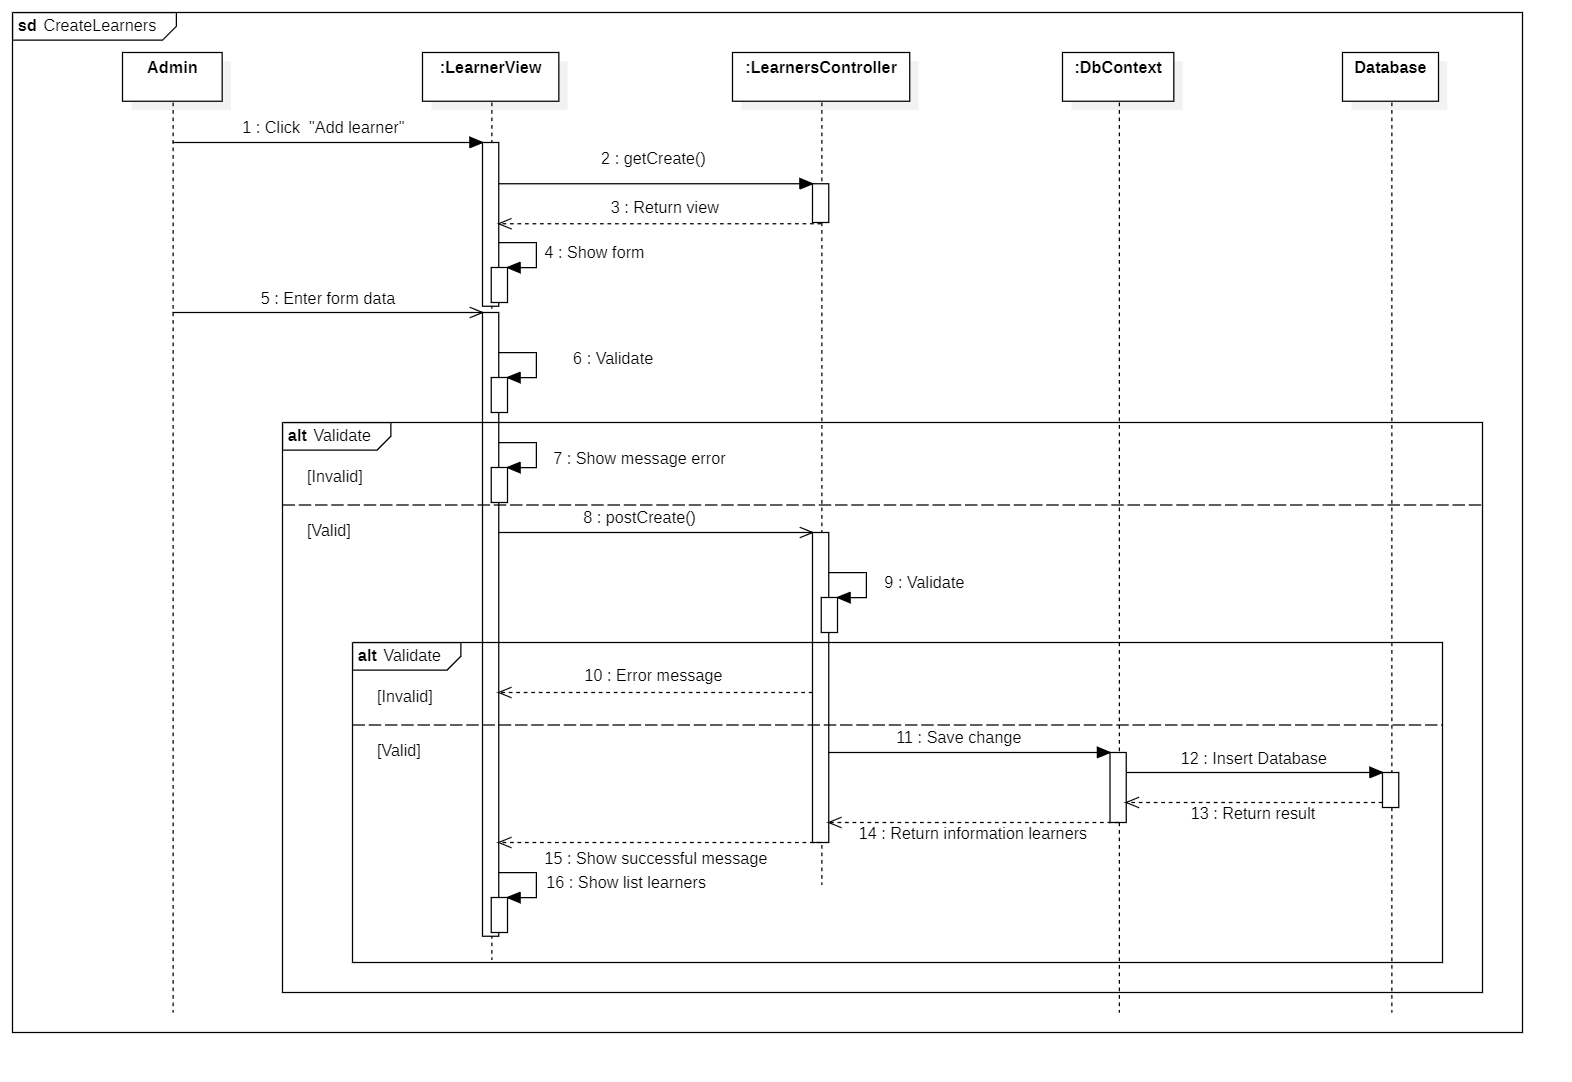 sd CreateLearners
Admin
:LearnerView
:LearnersController
:DbContext
Database
1 : Click "Add learner"
2 : getCreate()
3 : Return view
4 : Show form
5 : Enter form data
6 : Validate
alt Validate
7 : Show message error
[Invalid]
8 : postCreate()
[Valid]
9 : Validate
alt Validate
10 : Error message
[Invalid]
11 : Save change
[Valid]
12 : Insert Database
13 : Return result
14 : Return information learners
15 : Show successful message
16 : Show list learners